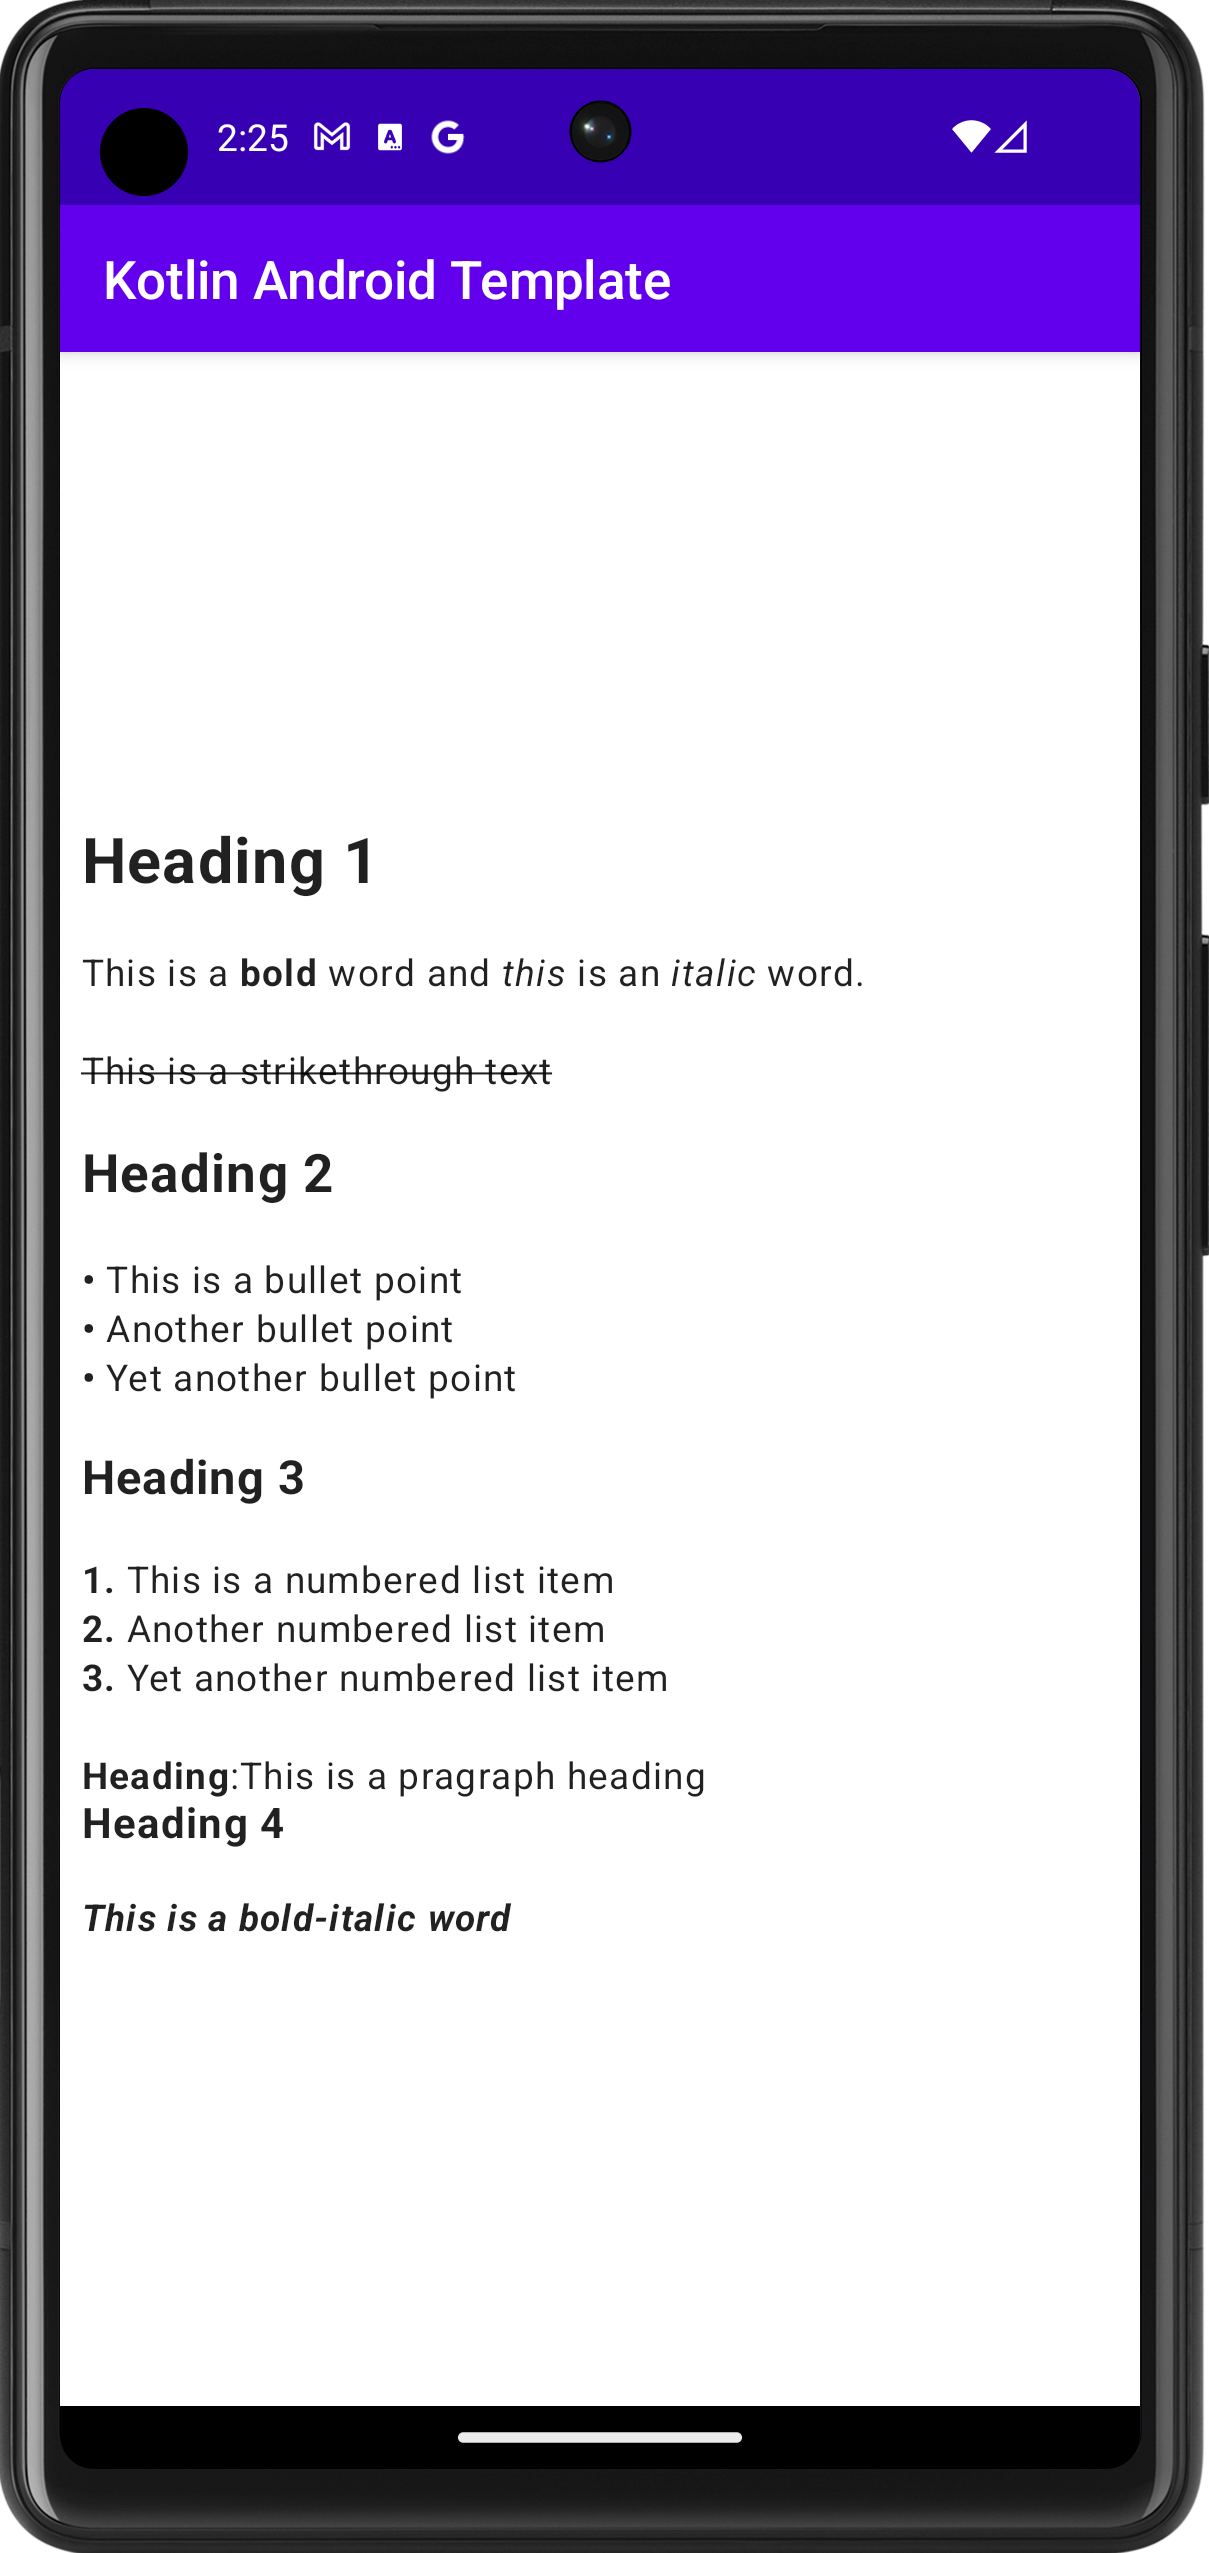 2:25
Kotlin Android Template
Heading 1
This is a bold word and this is an italic word.
This is a strikethrough text
Heading 2
• This is a bullet point
• Another bullet point
• Yet another bullet point
Heading 3
1. This is a numbered list item
2. Another numbered list item
3. Yet another numbered list item
Heading:This is a pragraph heading
Heading 4
This is a bold-italic word